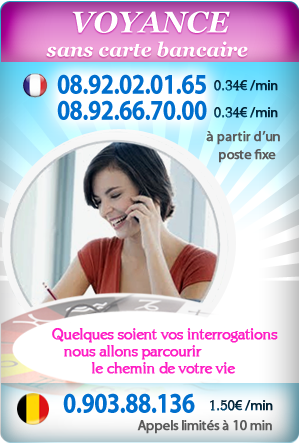 VOYANCE
sans carte bancaire
08.92.02.01.65 0.34€ /min
08.92.66.70.00 0.34€ /min
à partir d'un
poste fixe
Quelques soient vos interrogations
nous allons parcourir
le chemin de votre vie
0.903.88.136 1.50€ /min
Appels limités à 10 min